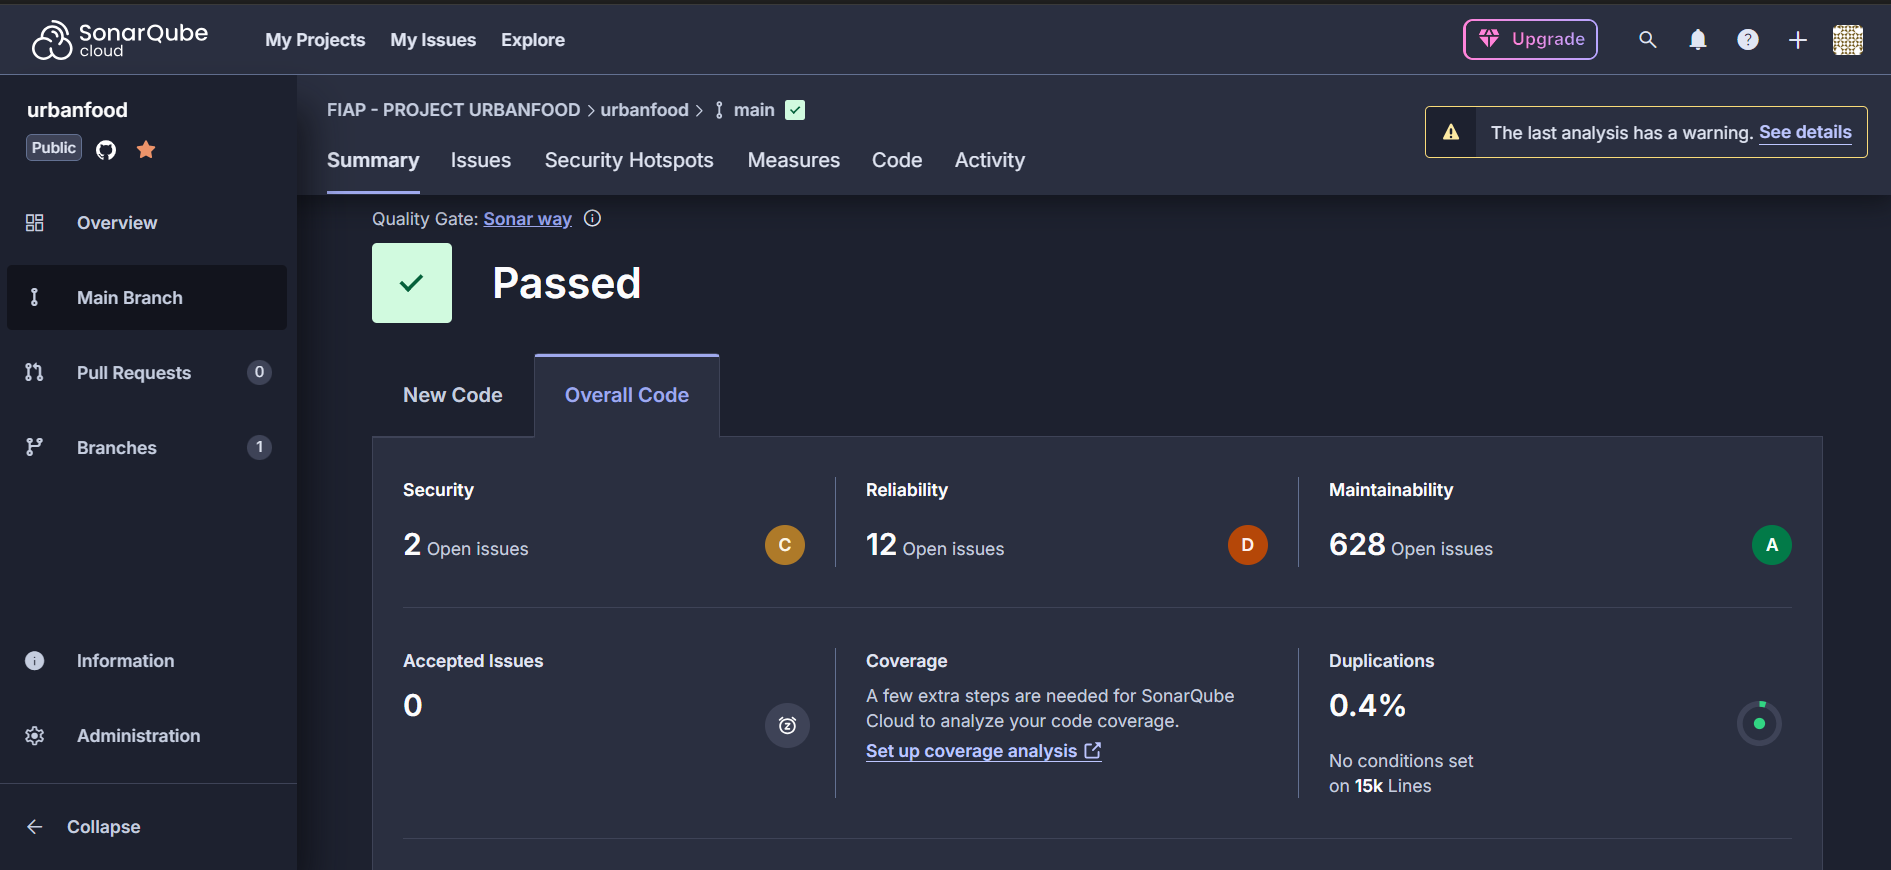 SonarQube
cloud
My Projects
My Issues
Explore
Upgrade
urbanfood
Public
Overview
Main Branch
Pull Requests
0
Branches
1
Information
Administration
Collapse
FIAP - PROJECT URBANFOOD
urbanfood
main
The last analysis has a warning. See details
Summary
Issues
Security Hotspots
Measures
Code
Activity
Quality Gate: Sonar way
Passed
New Code
Overall Code
Security
2 Open issues
C
Reliability
12 Open issues
D
Maintainability
628 Open issues
A
Accepted Issues
0
Coverage
A few extra steps are needed for SonarQube
Cloud to analyze your code coverage.
Set up coverage analysis
Duplications
0.4%
No conditions set
on 15k Lines